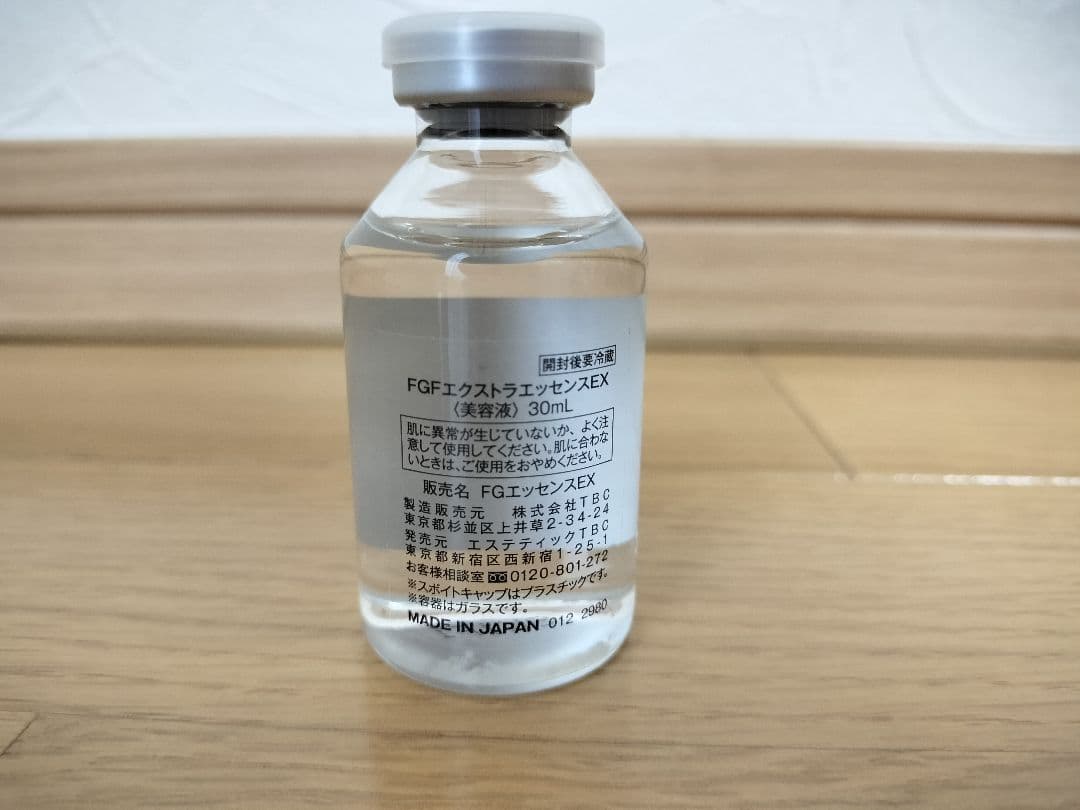 開封後要冷蔵
FGFエクストラエッセンスEX
〈美容液〉30mL
肌に異常が生じていないか、よく注
意して使用してください。肌に合わな
いときは、ご使用をおやめください。
販売名 FGエッセンスEX
製造販売元 株式会社TBC
東京都杉並区上井草2-34-24
発売元 エステティックTBC
東京都新宿区西新宿1-25-1
お客様相談室 0120-801-272
※スポイトキャップはプラスチックです。
※容器はガラスです。
MADE IN JAPAN 012 2980